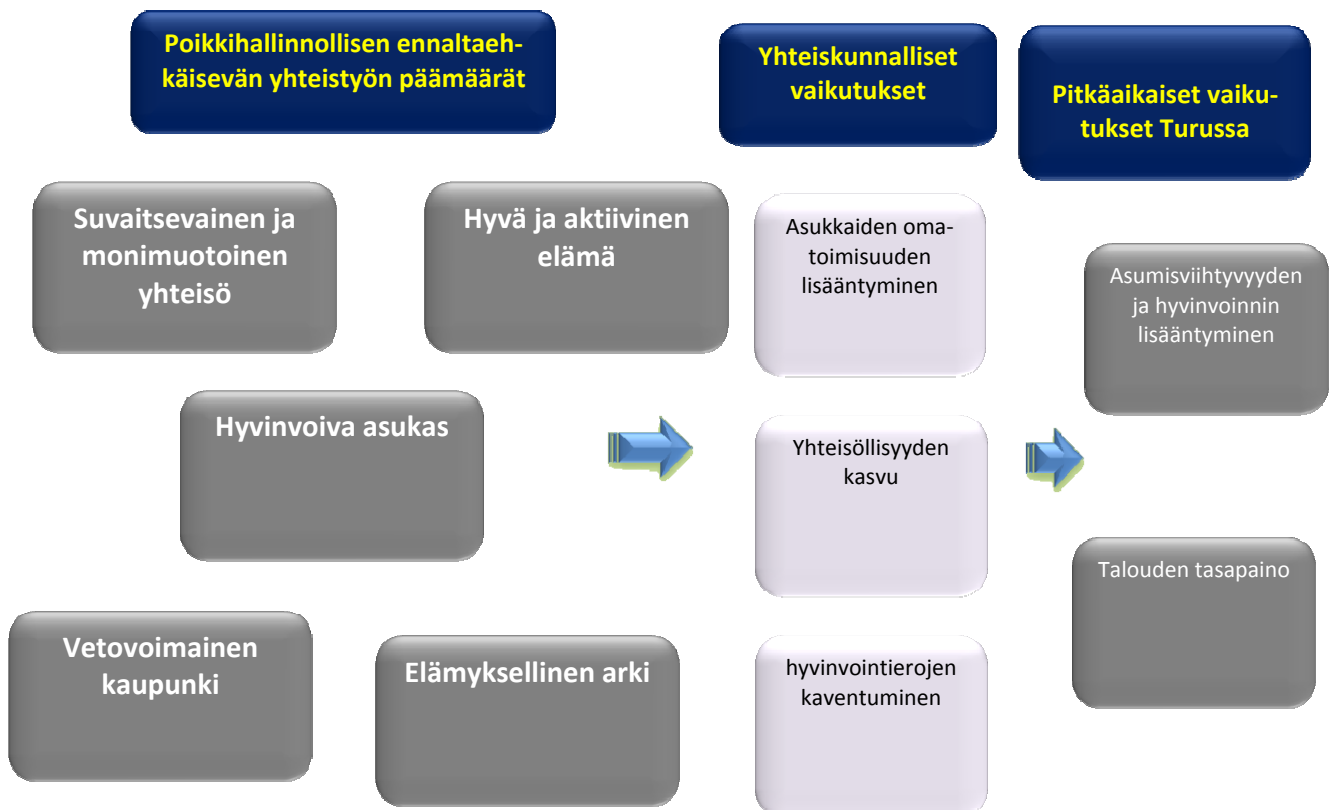 Poikkihallinnollisen ennaltaeh-
käisevän yhteistyön päämäärät
Yhteiskunnalliset
vaikutukset
Pitkäaikaiset vaiku-
tukset Turussa
Suvaitsevainen ja
monimuotoinen
yhteisö
Hyvä ja aktiivinen
elämä
Hyvinvoiva asukas
Vetovoimainen
kaupunki
Elämyksellinen arki
Asukkaiden oma-
toimisuuden
lisääntyminen
Yhteisöllisyyden
kasvu
hyvinvointierojen
kaventuminen
Asumisviihtyvyyden
ja hyvinvoinnin
lisääntyminen
Talouden tasapaino